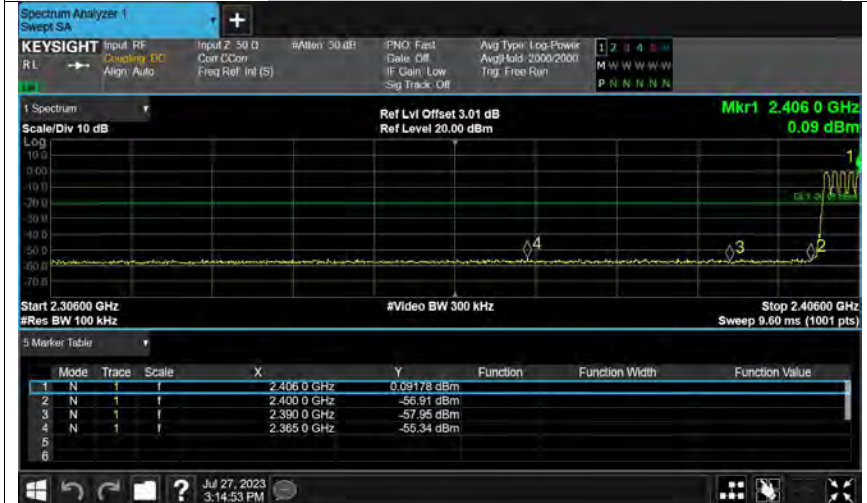 Spectrum Analyzer 1
Swept SA
+
KEYSIGHT Input: RF Input Z: 50 Ω #Atten: 30 dB PNO: Fast Avg Type: Log-Power 1 2 3 4 5 6
RL Coupling: DC Corr CCorr Gate: Off Avg|Hold: 2000/2000 M W W W W W
Align: Auto Freq Ref: Int (S) IF Gain: Low Trig: Free Run
Sig Track: Off P N N N N N
1 Spectrum Ref Lvl Offset 3.01 dB Mkr1 2.406 0 GHz
Scale/Div 10 dB Ref Level 20.00 dBm 0.09 dBm
Log
10.0
0.00
-10.0
-20.0
-30.0
-40.0
-50.0
-60.0
-70.0
1
4
3
2
Start 2.30600 GHz #Video BW 300 kHz Stop 2.40600 GHz
#Res BW 100 kHz Sweep 9.60 ms (1001 pts)
5 Marker Table
Mode Trace Scale X Y Function Function Width Function Value
1 N 1 f 2.406 0 GHz 0.09178 dBm
2 N 1 f 2.400 0 GHz -56.91 dBm
3 N 1 f 2.390 0 GHz -57.95 dBm
4 N 1 f 2.365 0 GHz -55.34 dBm
5
6
?
Jul 27, 2023
3:14:53 PM